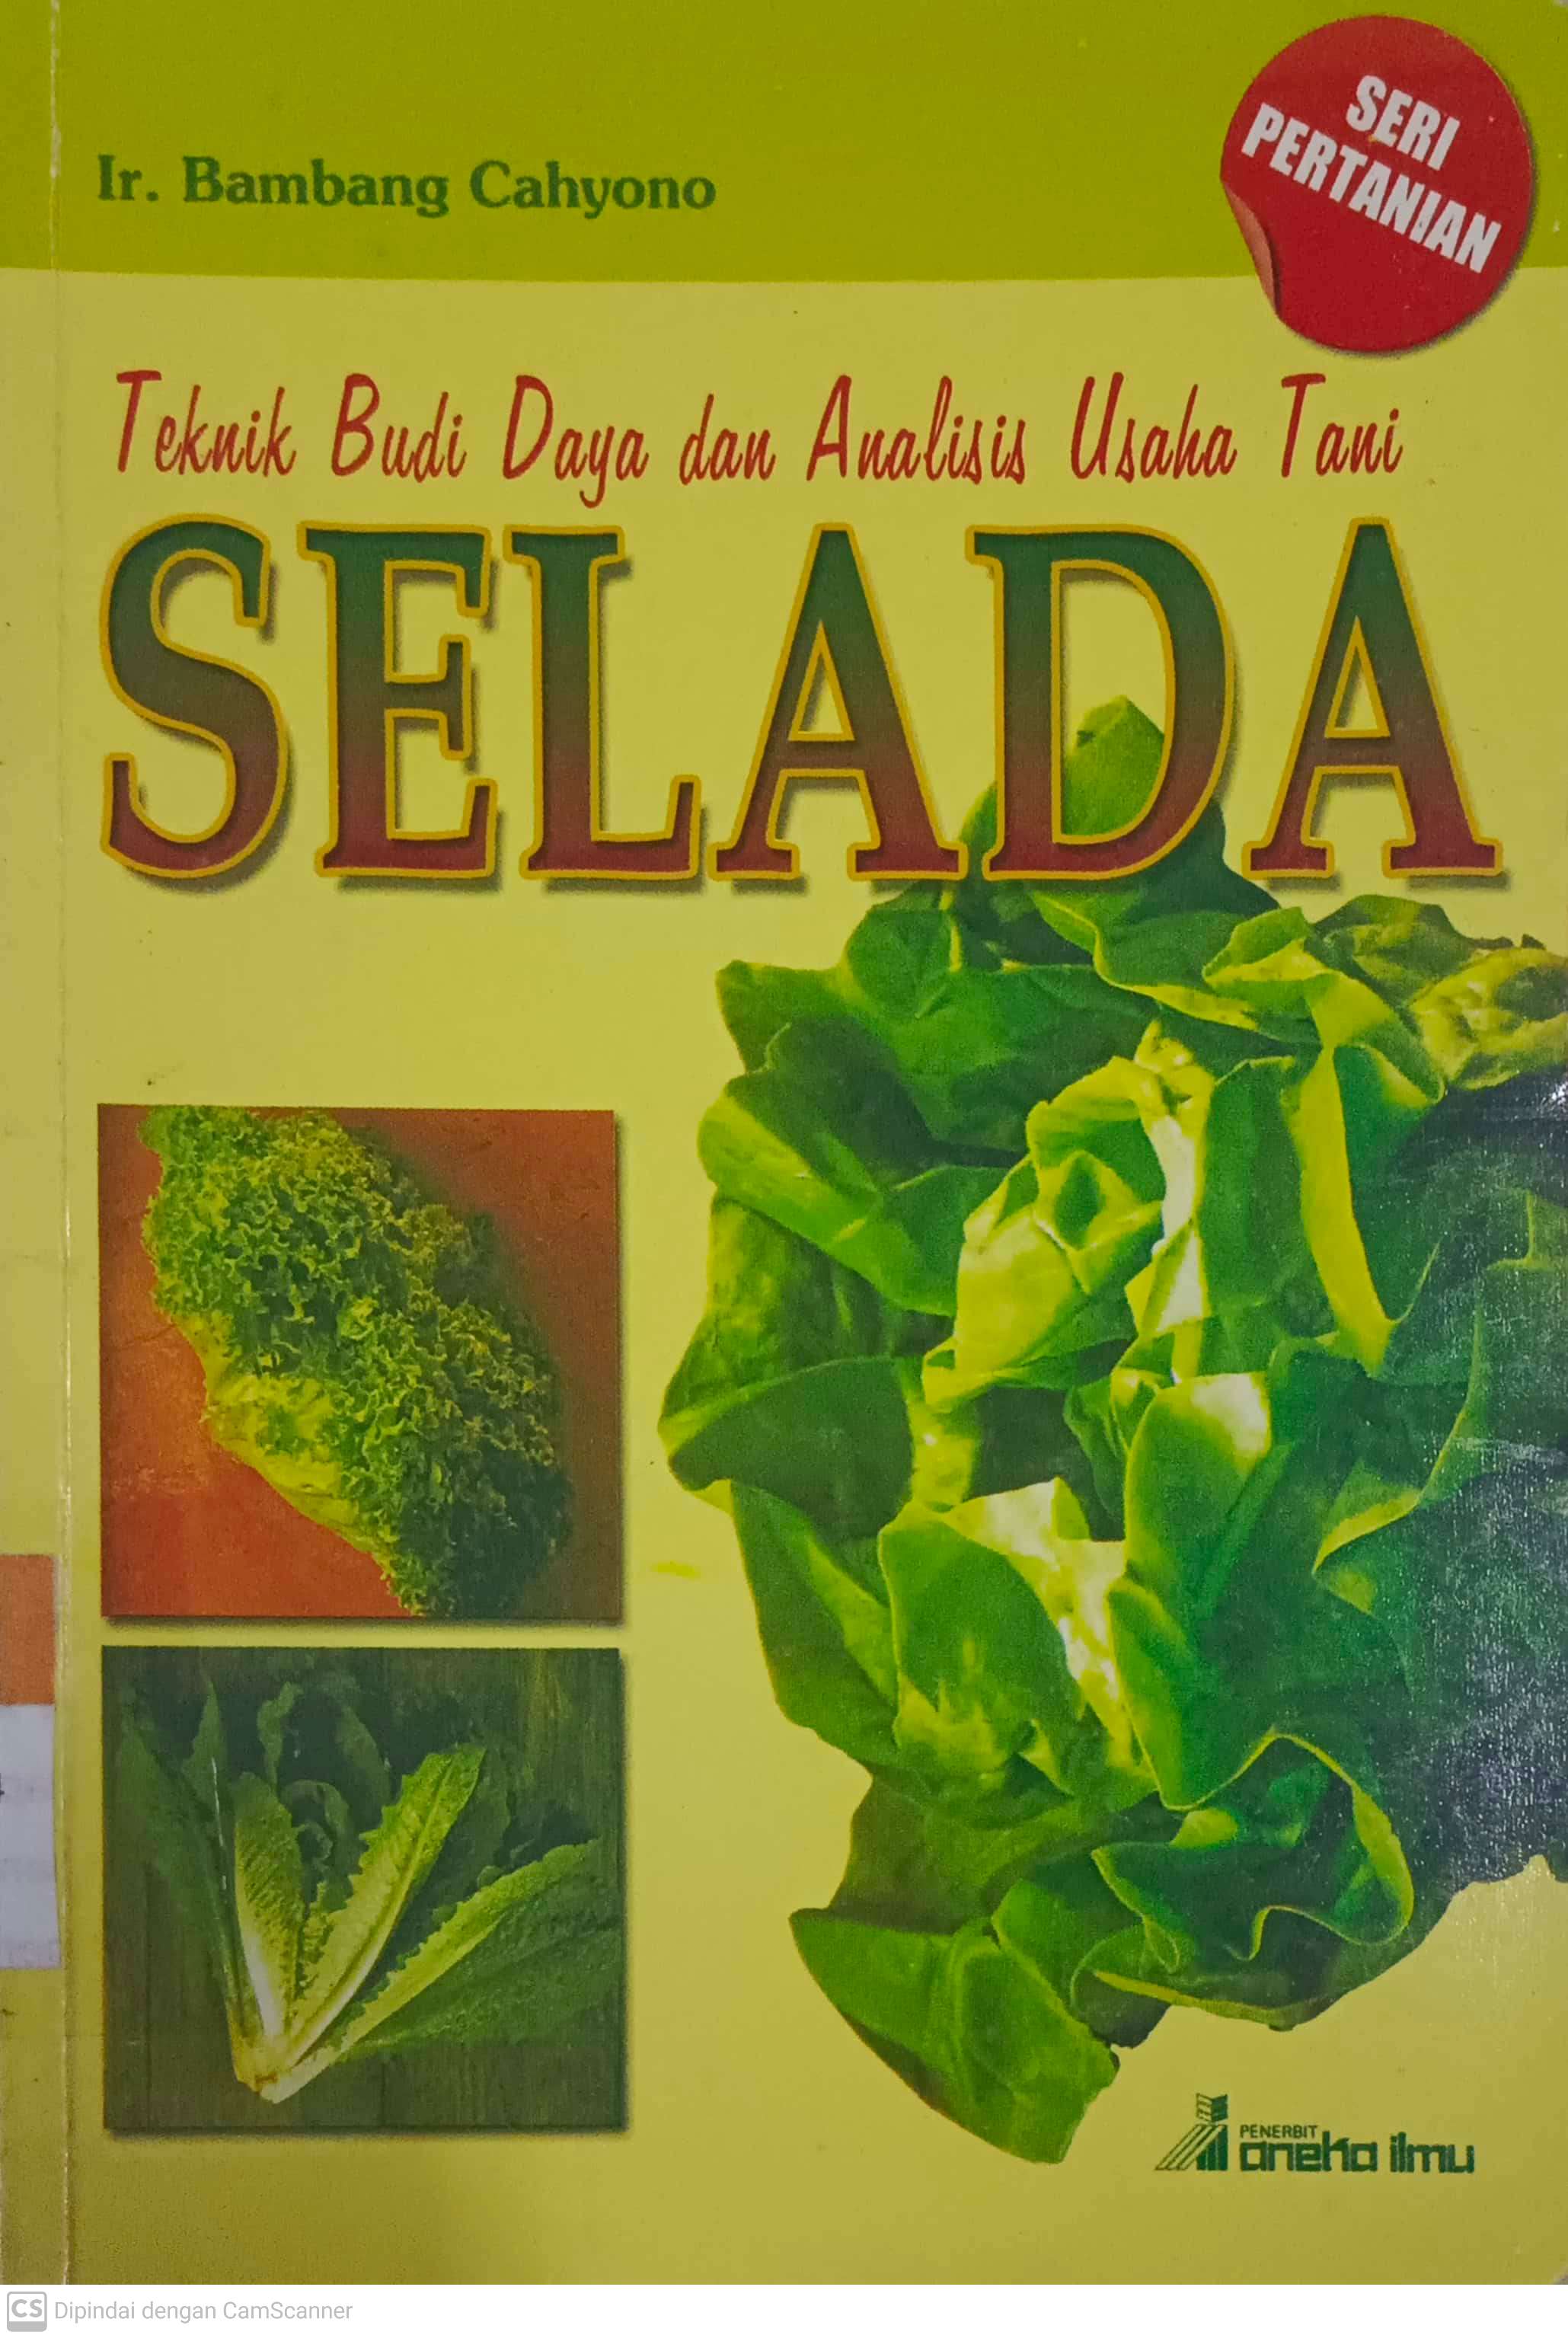 SERI
PERTANIAN
Ir. Bambang Cahyono
Teknik Budi Daya dan Analisis Usaha Tani
SELADA
PENERBIT
aneka ilmu
CS Dipindai dengan CamScanner